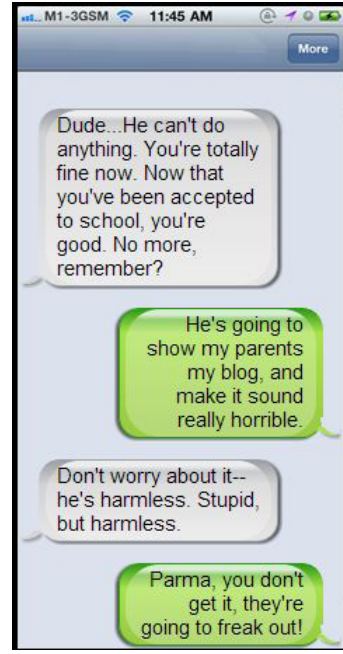 M1-3GSM 11:45 AM
More
Dude...He can't do
anything. You're totally
fine now. Now that
you've been accepted
to school, you're
good. No more,
remember?
He's going to
show my parents
my blog, and
make it sound
really horrible.
Don't worry about it--
he's harmless. Stupid,
but harmless.
Parma, you don't
get it, they're
going to freak out!